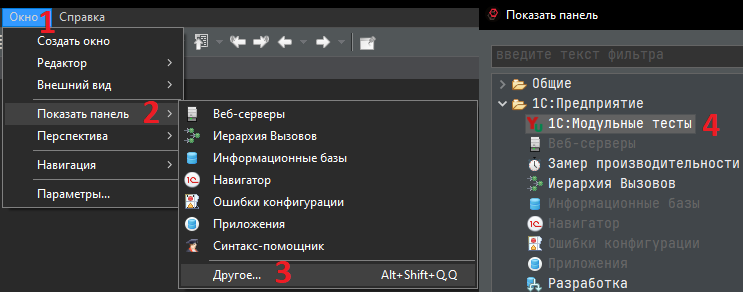 Окно 1 Справка
Создать окно
Редактор
Внешний вид
Показать панель 2
Перспектива
Навигация
Параметры...
Веб-серверы
Иерархия Вызовов
Информационные базы
1С Навигатор
Ошибки конфигурации
Приложения
Синтакс-помощник
Другое... 3 Alt+Shift+Q,Q
Показать панель
введите текст фильтра
Общие
1С:Предприятие
1С:Модульные тесты 4
Веб-серверы
Замер производительности
Иерархия Вызовов
Информационные базы
1С Навигатор
Ошибки конфигурации
Приложения
Разработка